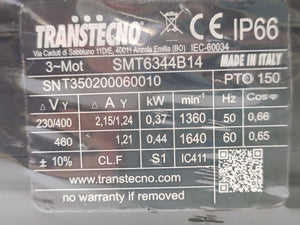 TRANSTECNO CE IP66
Via Caduti di Sabbiuno 11/D/E, 40011 Anzola Emilia (BO) IEC-60034
3~Mot SMT6344B14 MADE IN ITALY
SNT350200060010 PTO 150
Δ V Y Δ A Y kW min⁻¹ Hz Cosφ
230/400 2,15/1,24 0,37 1360 50 0,66
460 1,21 0,44 1640 60 0,65
± 10% CL.F S1 IC411
www.transtecno.com
no warranty if removed